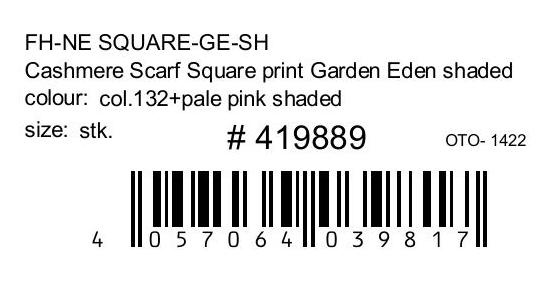 FH-NE SQUARE-GE-SH
Cashmere Scarf Square print Garden Eden shaded
colour: col.132+pale pink shaded
size: stk.
# 419889
OTO- 1422
4 057064 039817